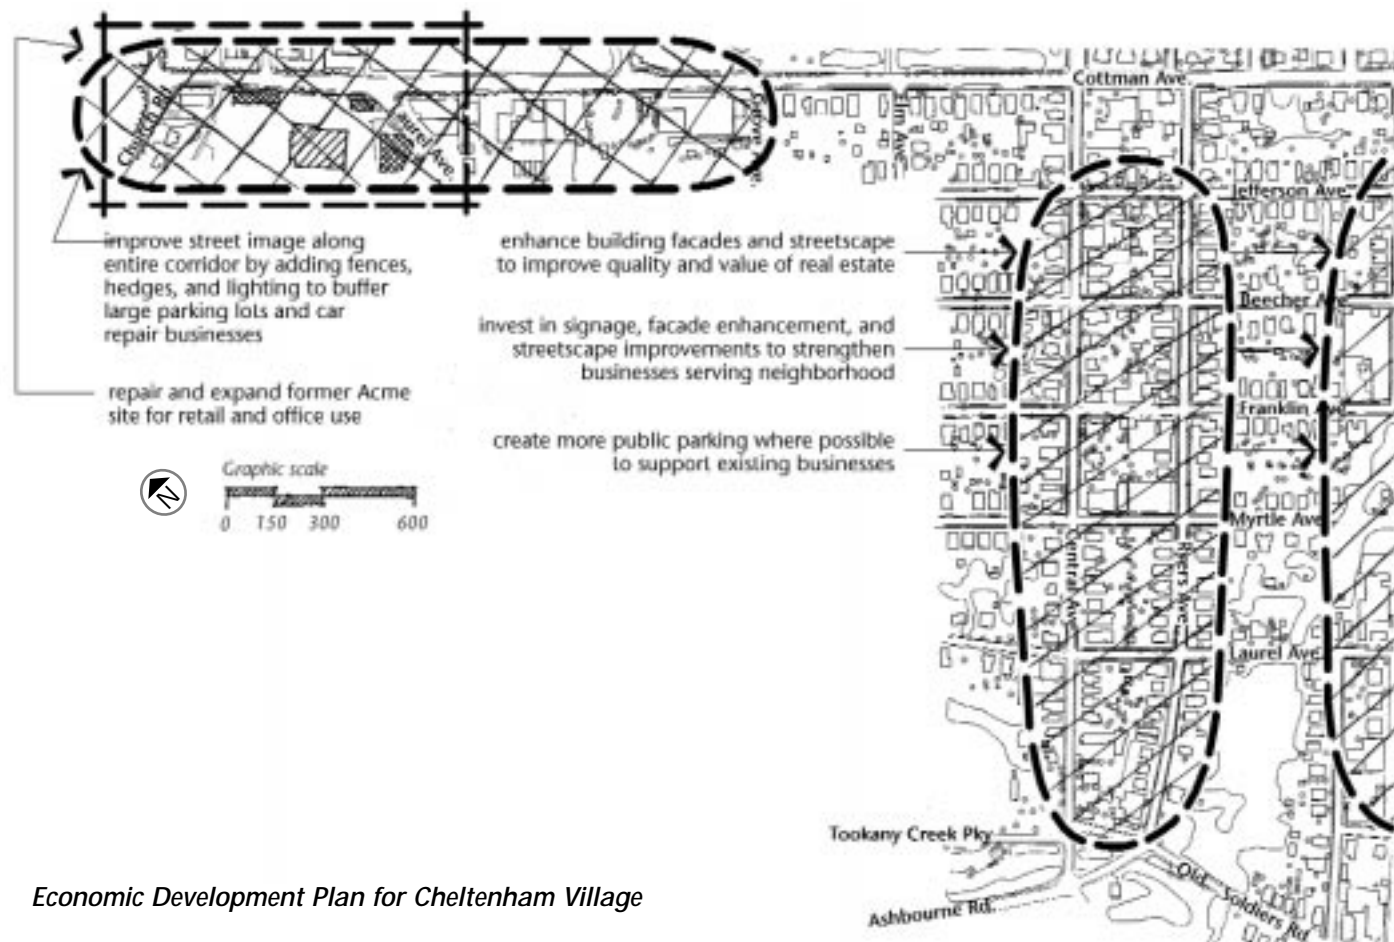 Cottman Ave.
Church Rd
Laurel Ave.
Elm Ave.
Jefferson Ave.
improve street image along
entire corridor by adding fences,
hedges, and lighting to buffer
large parking lots and car
repair businesses
repair and expand former Acme
site for retail and office use
enhance building facades and streetscape
to improve quality and value of real estate
invest in signage, facade enhancement, and
streetscape improvements to strengthen
businesses serving neighborhood
create more public parking where possible
to support existing businesses
Beecher Ave.
Franklin Ave.
Graphic scale
0 150 300 600
N
Myrtle Ave.
Central Ave.
Ryers Ave.
Laurel Ave.
Tookany Creek Pky
Ashbourne Rd.
Old Soldiers Rd.
Economic Development Plan for Cheltenham Village